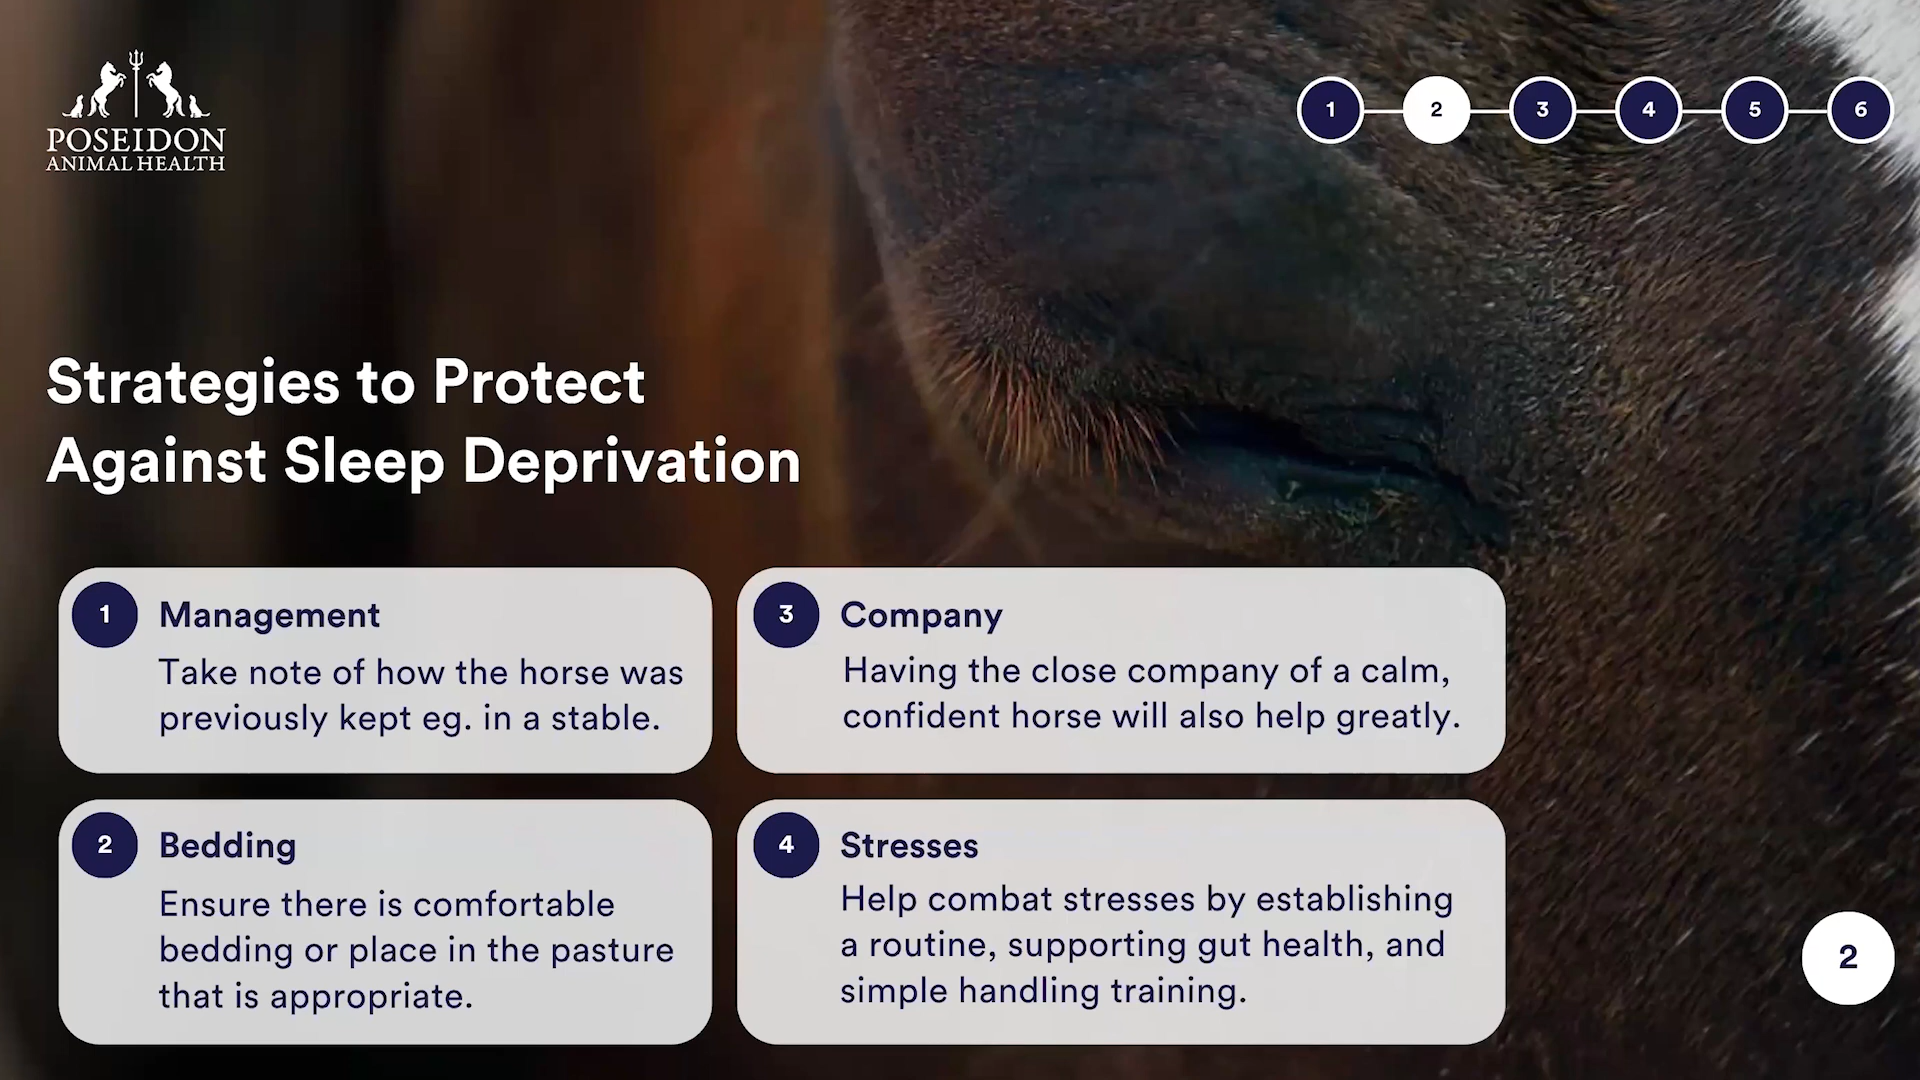 POSEIDON
ANIMAL HEALTH
1 2 3 4 5 6
Strategies to Protect
Against Sleep Deprivation
1 Management
Take note of how the horse was
previously kept eg. in a stable.
2 Bedding
Ensure there is comfortable
bedding or place in the pasture
that is appropriate.
3 Company
Having the close company of a calm,
confident horse will also help greatly.
4 Stresses
Help combat stresses by establishing
a routine, supporting gut health, and
simple handling training.
2